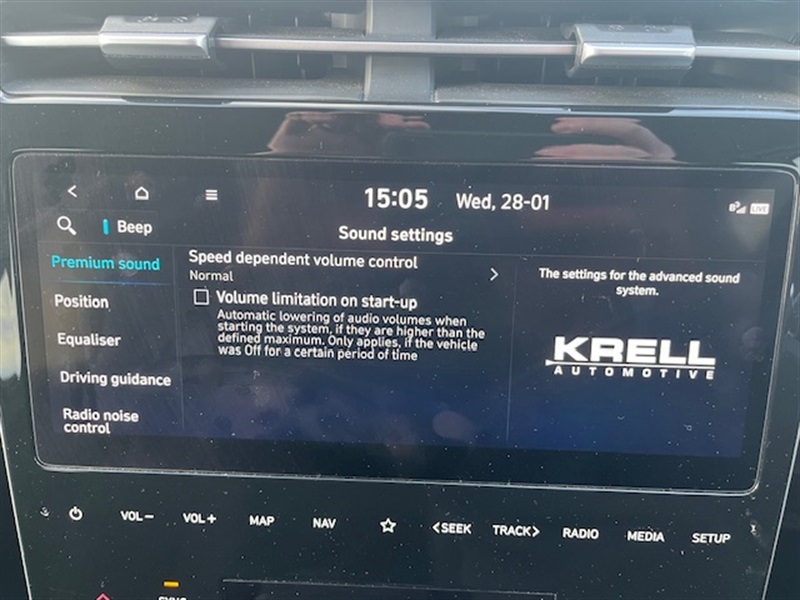 15:05 Wed, 28-01
LIVE
Beep
Sound settings
Premium sound
Position
Equaliser
Driving guidance
Radio noise
control
Speed dependent volume control
Normal
Volume limitation on start-up
Automatic lowering of audio volumes when
starting the system, if they are higher than the
defined maximum. Only applies, if the vehicle
was Off for a certain period of time
The settings for the advanced sound
system.
KRELL
AUTOMOTIVE
VOL− VOL+ MAP NAV <SEEK TRACK> RADIO MEDIA SETUP
SYNC